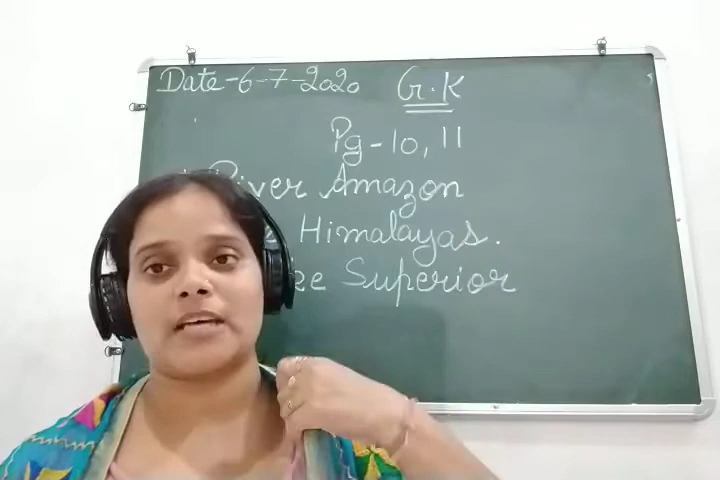 Date-6-7-2020 G.K
Pg-10, 11
River Amazon
Himalayas.
Superior